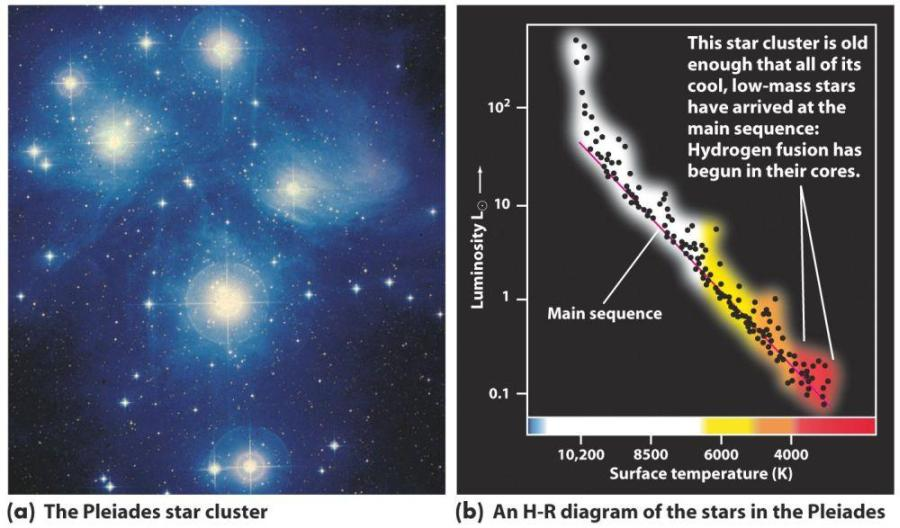 This star cluster is old
enough that all of its
cool, low-mass stars
have arrived at the
main sequence:
Hydrogen fusion has
begun in their cores.
10²
10
1
0.1
Luminosity L☉ →
Main sequence
10,200 8500 6000 4000
Surface temperature (K)
(a) The Pleiades star cluster
(b) An H-R diagram of the stars in the Pleiades